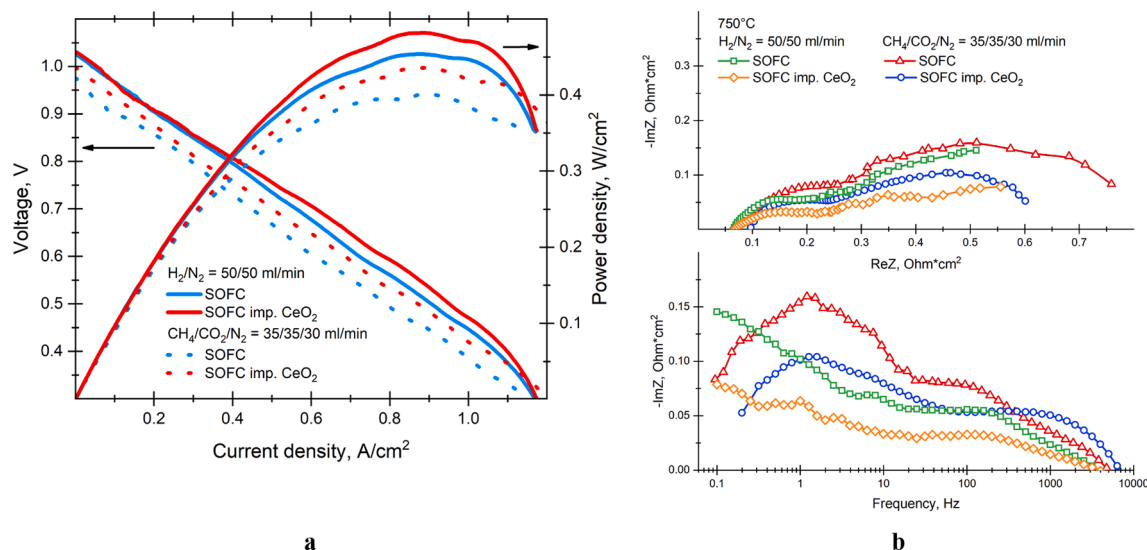 Voltage, V
1.0
0.9
0.8
0.7
0.6
0.5
0.4
0.2
0.4
0.6
0.8
1.0
Current density, A/cm²
0.4
0.3
0.2
0.1
Power density, W/cm²
H₂/N₂ = 50/50 ml/min
SOFC
SOFC imp. CeO₂
CH₄/CO₂/N₂ = 35/35/30 ml/min
SOFC
SOFC imp. CeO₂
a
750°C
H₂/N₂ = 50/50 ml/min CH₄/CO₂/N₂ = 35/35/30 ml/min
SOFC SOFC
SOFC imp. CeO₂ SOFC imp. CeO₂
-ImZ, Ohm*cm²
0.3
0.2
0.1
0.1 0.2 0.3 0.4 0.5 0.6 0.7
ReZ, Ohm*cm²
-ImZ, Ohm*cm²
0.15
0.10
0.05
0.00
0.1 1 10 100 1000 10000
Frequency, Hz
b